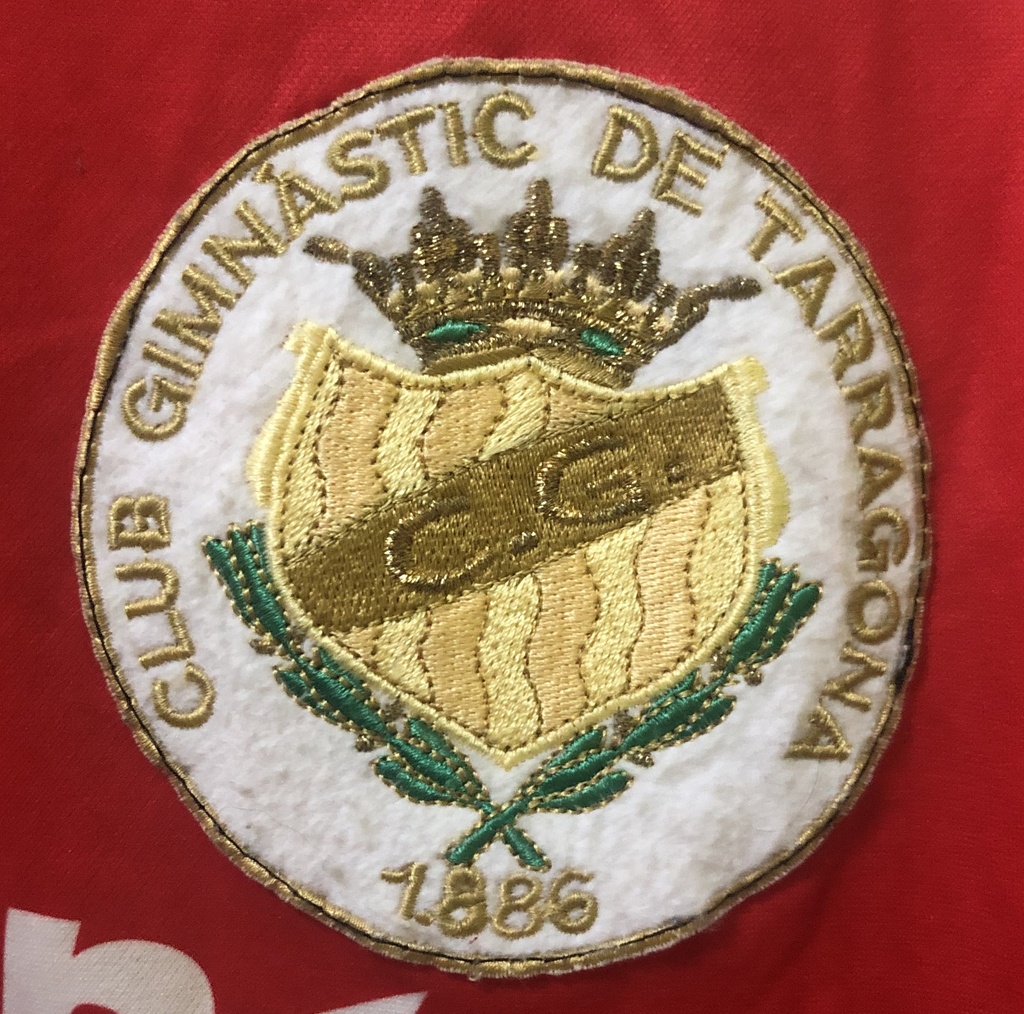 CLUB GIMNÀSTIC DE TARRAGONA
C. G.
1.886